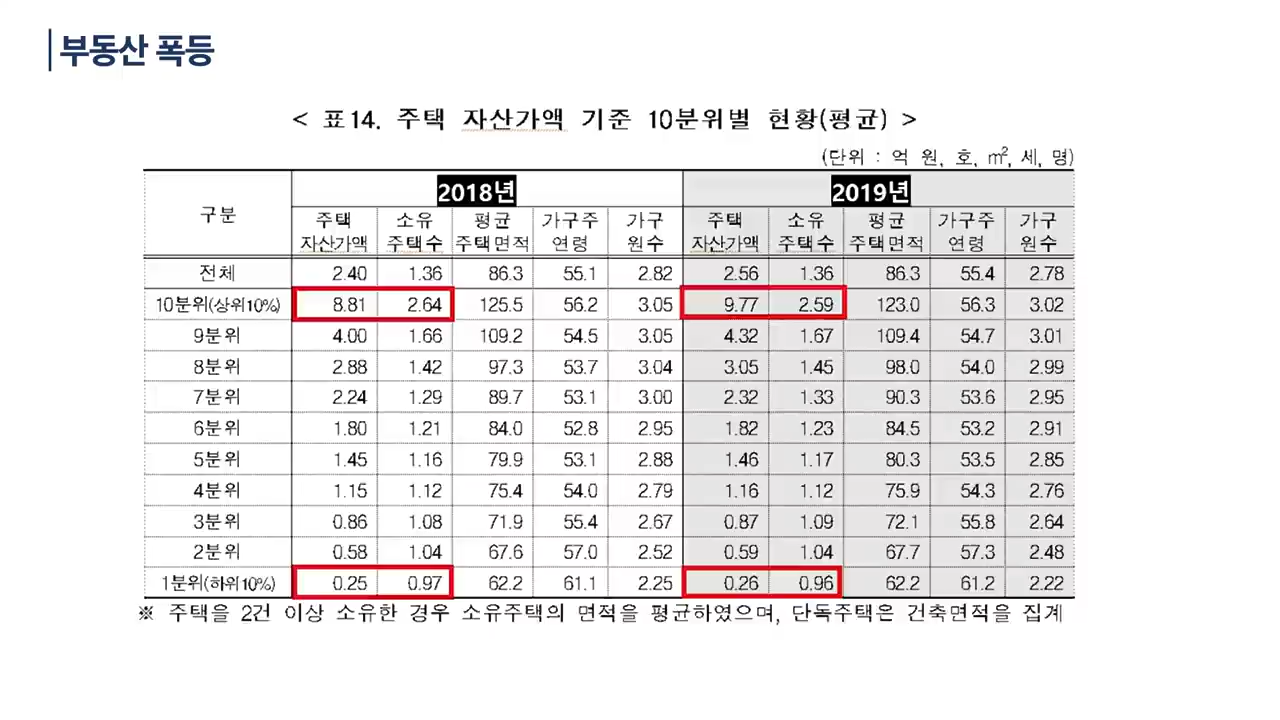 부동산 폭등
< 표14. 주택 자산가액 기준 10분위별 현황(평균) >
(단위 : 억 원, 호, ㎡, 세, 명)
구분 2018년 2019년
주택 자산가액 소유 주택수 평균 주택면적 가구주 연령 가구 원수 주택 자산가액 소유 주택수 평균 주택면적 가구주 연령 가구 원수
전체 2.40 1.36 86.3 55.1 2.82 2.56 1.36 86.3 55.4 2.78
10분위(상위10%) 8.81 2.64 125.5 56.2 3.05 9.77 2.59 123.0 56.3 3.02
9분위 4.00 1.66 109.2 54.5 3.05 4.32 1.67 109.4 54.7 3.01
8분위 2.88 1.42 97.3 53.7 3.04 3.05 1.45 98.0 54.0 2.99
7분위 2.24 1.29 89.7 53.1 3.00 2.32 1.33 90.3 53.6 2.95
6분위 1.80 1.21 84.0 52.8 2.95 1.82 1.23 84.5 53.2 2.91
5분위 1.45 1.16 79.9 53.1 2.88 1.46 1.17 80.3 53.5 2.85
4분위 1.15 1.12 75.4 54.0 2.79 1.16 1.12 75.9 54.3 2.76
3분위 0.86 1.08 71.9 55.4 2.67 0.87 1.09 72.1 55.8 2.64
2분위 0.58 1.04 67.6 57.0 2.52 0.59 1.04 67.7 57.3 2.48
1분위(하위10%) 0.25 0.97 62.2 61.1 2.25 0.26 0.96 62.2 61.2 2.22
※ 주택을 2건 이상 소유한 경우 소유주택의 면적을 평균하였으며, 단독주택은 건축면적을 집계